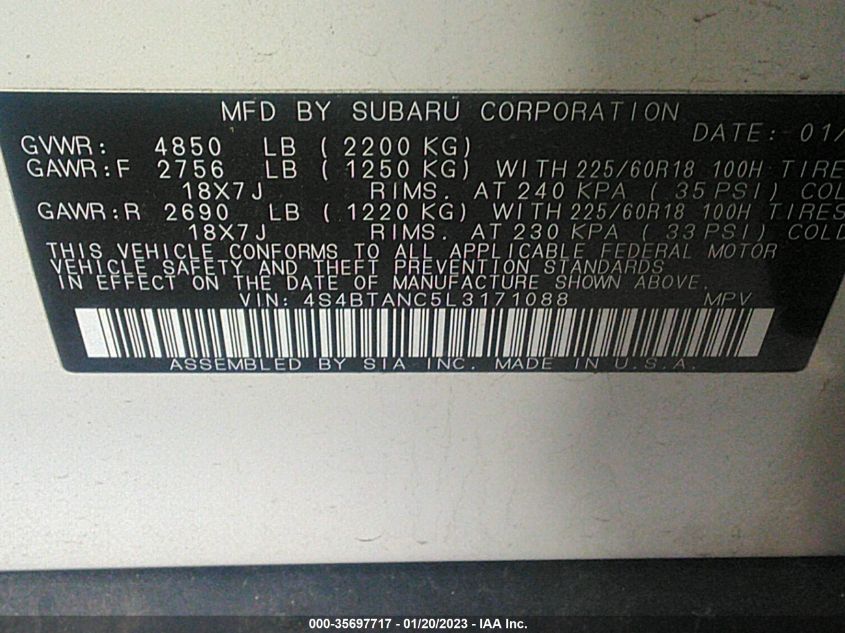 MFD BY SUBARU CORPORATION
DATE: 01/
GVWR: 4850 LB ( 2200 KG)
GAWR:F 2756 LB ( 1250 KG) WITH 225/60R18 100H TIRE
18X7J RIMS. AT 240 KPA ( 35 PSI) COL
GAWR:R 2690 LB ( 1220 KG) WITH 225/60R18 100H TIRES
18X7J RIMS. AT 230 KPA ( 33 PSI) COLD
THIS VEHICLE CONFORMS TO ALL APPLICABLE FEDERAL MOTOR
VEHICLE SAFETY AND THEFT PREVENTION STANDARDS
IN EFFECT ON THE DATE OF MANUFACTURE SHOWN ABOVE.
VIN: 4S4BTANC5L3171088 MPV
ASSEMBLED BY SIA INC. MADE IN U.S.A.
000-35697717 - 01/20/2023 - IAA Inc.